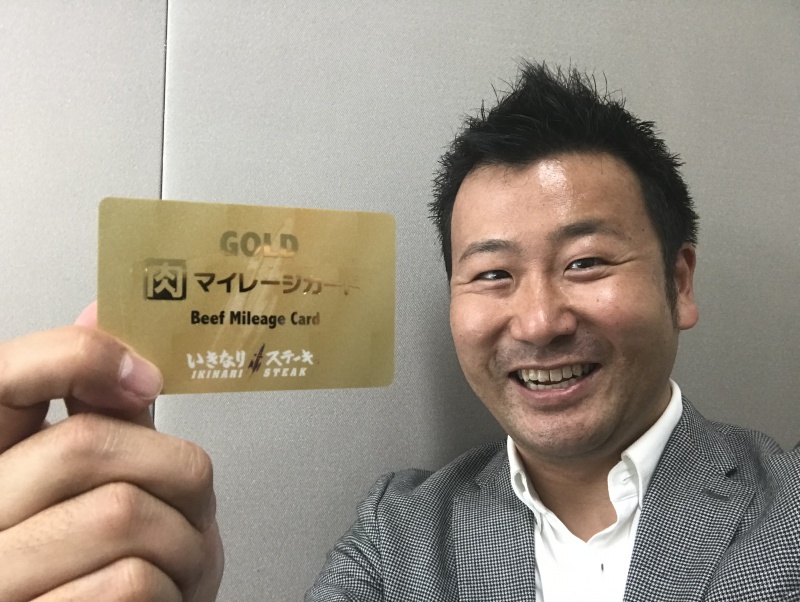 GOLD
肉 マイレージカード
Beef Mileage Card
いきなりステーキ
IKINARI STEAK